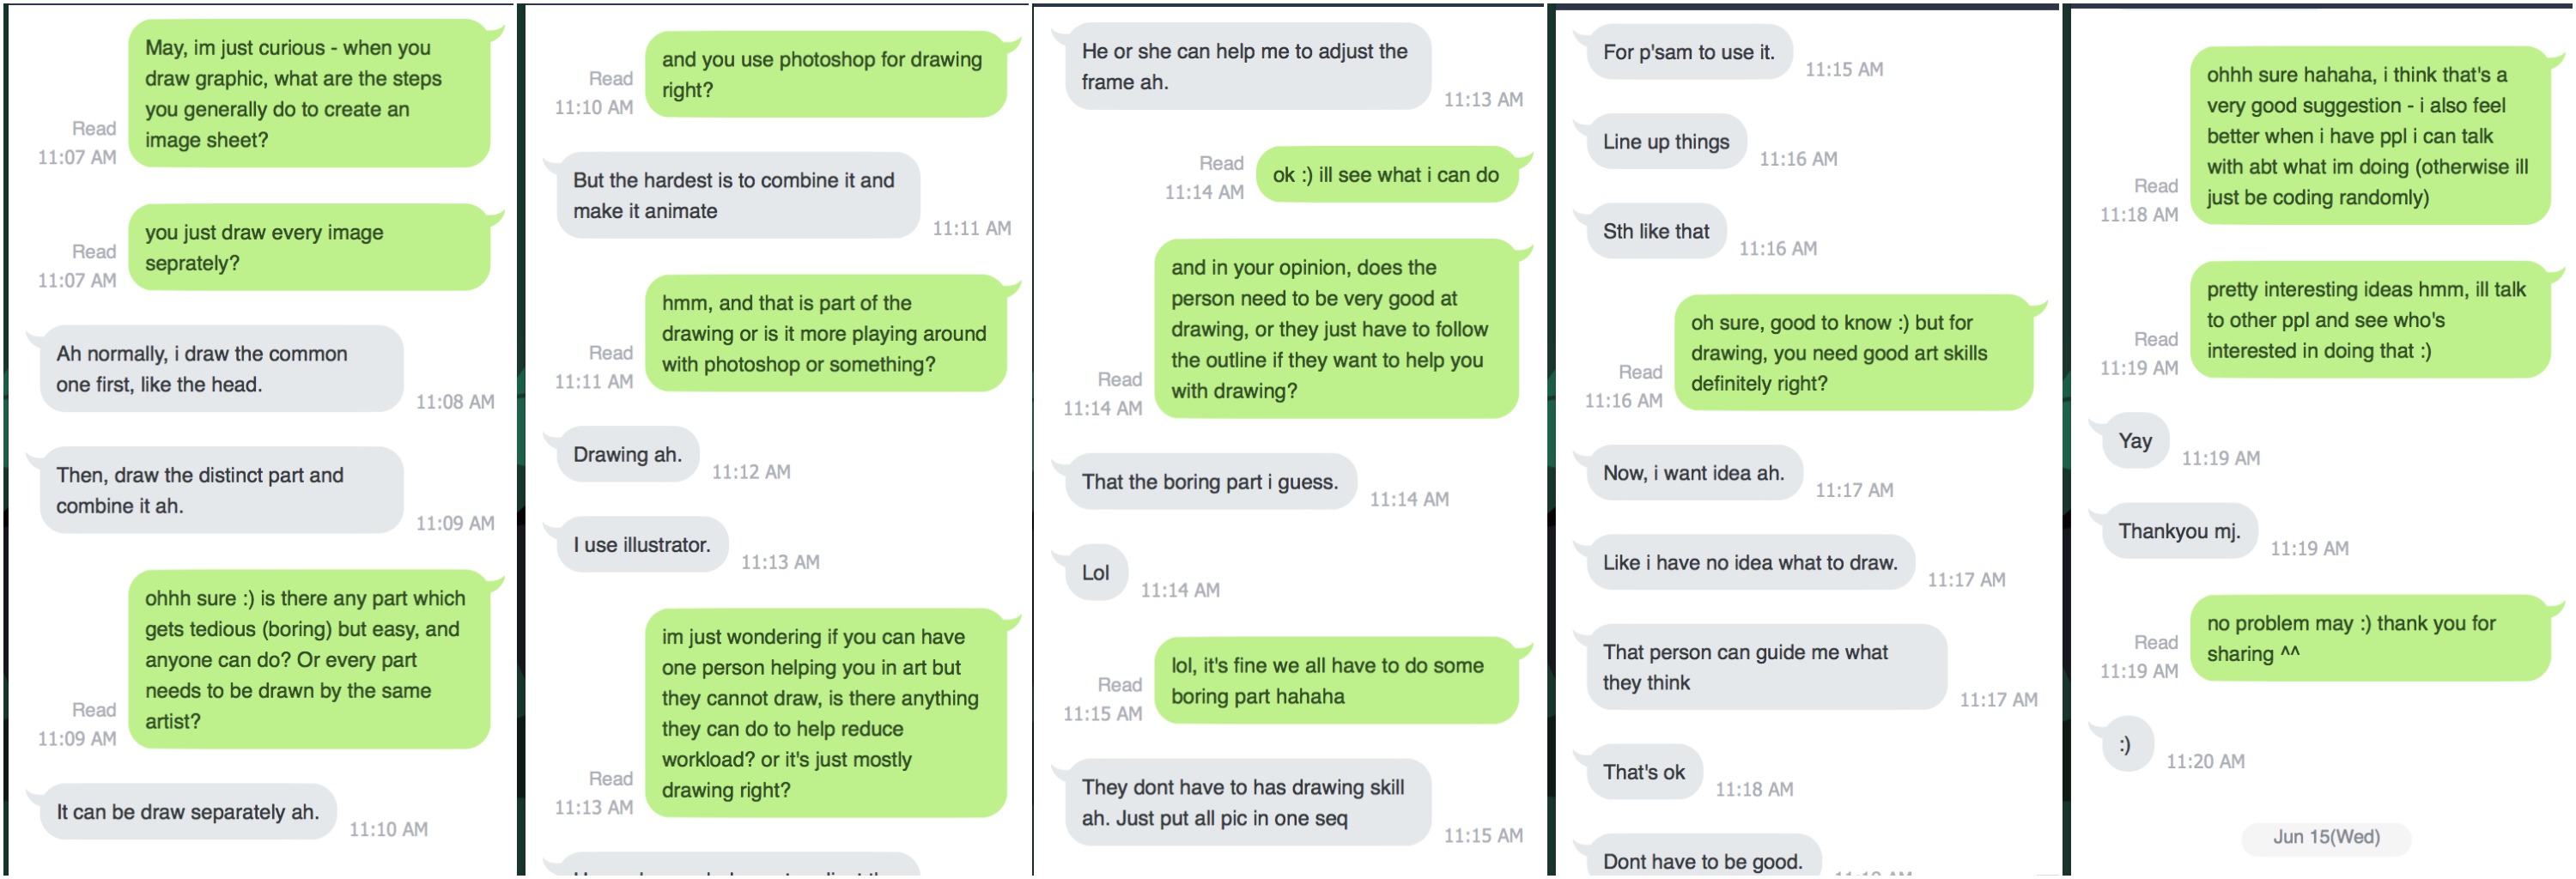 May, im just curious - when you
draw graphic, what are the steps
you generally do to create an
image sheet?
Read
11:07 AM
you just draw every image
seprately?
Read
11:07 AM
Ah normally, i draw the common
one first, like the head.
11:08 AM
Then, draw the distinct part and
combine it ah.
11:09 AM
ohhh sure :) is there any part which
gets tedious (boring) but easy, and
anyone can do? Or every part
needs to be drawn by the same
artist?
Read
11:09 AM
It can be draw separately ah.
11:10 AM
and you use photoshop for drawing
right?
Read
11:10 AM
But the hardest is to combine it and
make it animate
11:11 AM
hmm, and that is part of the
drawing or is it more playing around
with photoshop or something?
Read
11:11 AM
Drawing ah.
11:12 AM
I use illustrator.
11:13 AM
im just wondering if you can have
one person helping you in art but
they cannot draw, is there anything
they can do to help reduce
workload? or it's just mostly
drawing right?
Read
11:13 AM
He or she can help me to adjust the
frame ah.
11:13 AM
ok :) ill see what i can do
Read
11:14 AM
and in your opinion, does the
person need to be very good at
drawing, or they just have to follow
the outline if they want to help you
with drawing?
Read
11:14 AM
That the boring part i guess.
11:14 AM
Lol
11:14 AM
lol, it's fine we all have to do some
boring part hahaha
Read
11:15 AM
They dont have to has drawing skill
ah. Just put all pic in one seq
11:15 AM
For p'sam to use it.
11:15 AM
Line up things
11:16 AM
Sth like that
11:16 AM
oh sure, good to know :) but for
drawing, you need good art skills
definitely right?
Read
11:16 AM
Now, i want idea ah.
11:17 AM
Like i have no idea what to draw.
11:17 AM
That person can guide me what
they think
11:17 AM
That's ok
11:18 AM
Dont have to be good.
ohhh sure hahaha, i think that's a
very good suggestion - i also feel
better when i have ppl i can talk
with abt what im doing (otherwise ill
just be coding randomly)
Read
11:18 AM
pretty interesting ideas hmm, ill talk
to other ppl and see who's
interested in doing that :)
Read
11:19 AM
Yay
11:19 AM
Thankyou mj.
11:19 AM
no problem may :) thank you for
sharing ^^
Read
11:19 AM
:)
11:20 AM
Jun 15(Wed)